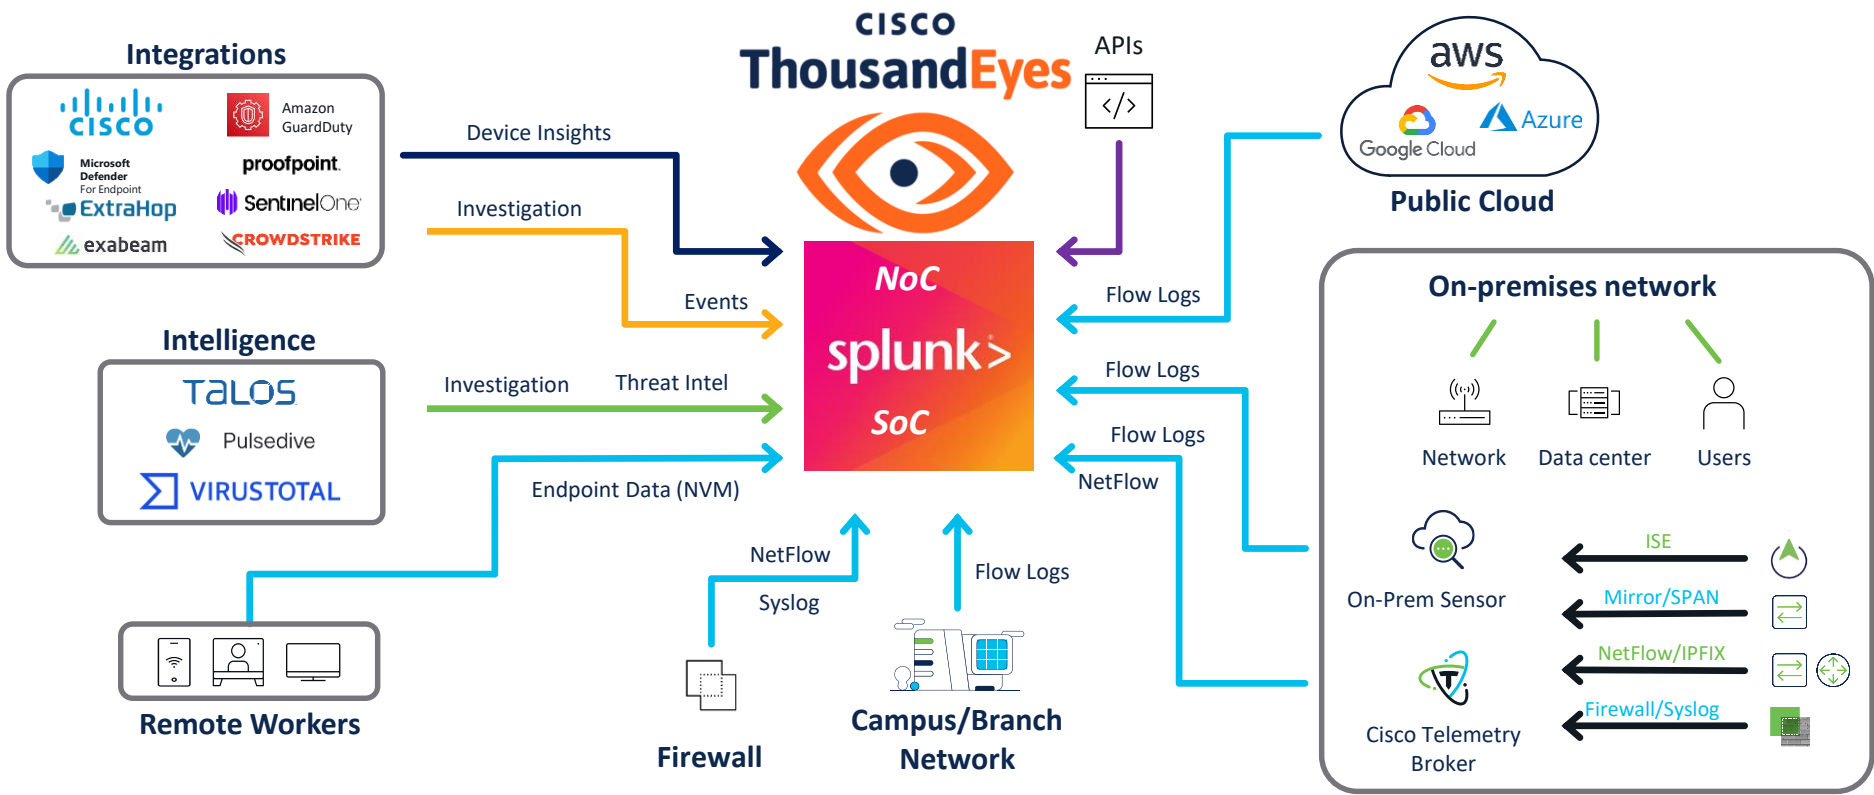 Integrations
CISCO
Amazon
GuardDuty
Microsoft
Defender
For Endpoint
proofpoint.
ExtraHop
SentinelOne
exabeam
CROWDSTRIKE
Intelligence
TALOS
Pulsedive
VIRUSTOTAL
Remote Workers
Device Insights
Investigation
Events
Investigation
Threat Intel
Endpoint Data (NVM)
CISCO
ThousandEyes
APIs
</>
NoC
splunk>
SoC
NetFlow
Syslog
Firewall
Flow Logs
Campus/Branch
Network
Flow Logs
Flow Logs
Flow Logs
NetFlow
aws
Google Cloud
Azure
Public Cloud
On-premises network
Network
Data center
Users
On-Prem Sensor
T
Cisco Telemetry
Broker
ISE
Mirror/SPAN
NetFlow/IPFIX
Firewall/Syslog